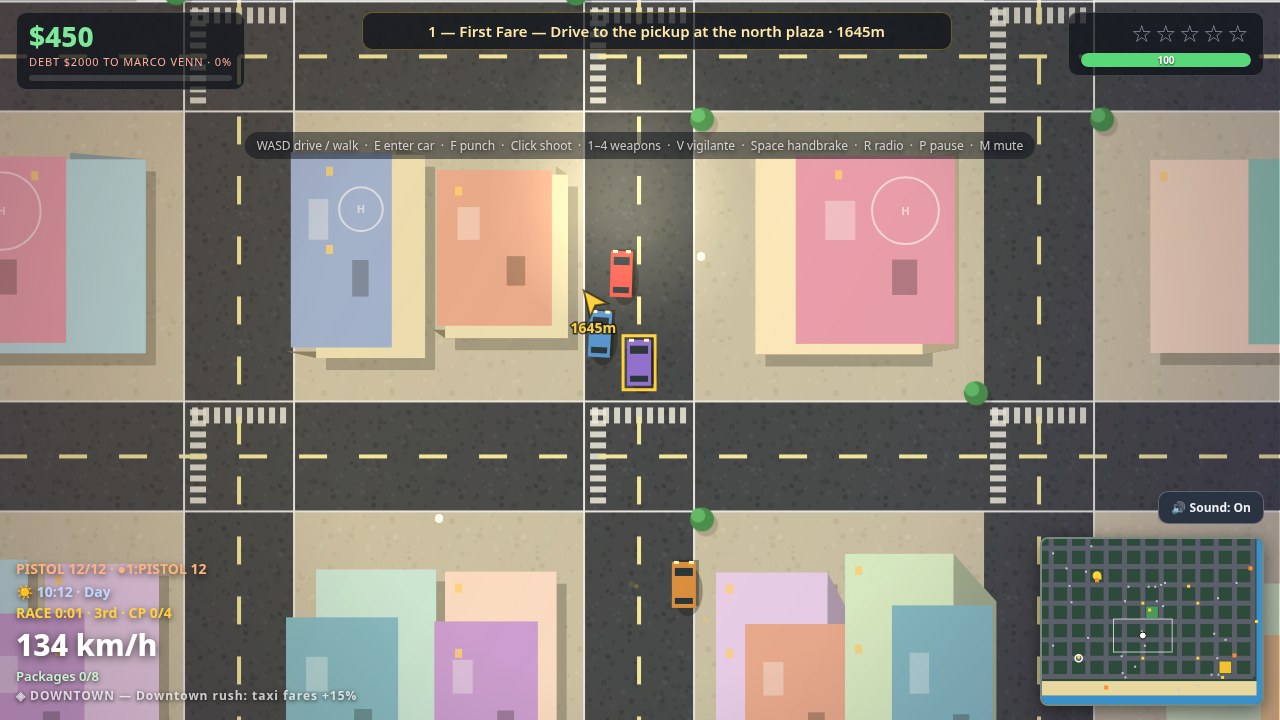 $450
DEBT $2000 TO MARCO VENN · 0%
1 — First Fare — Drive to the pickup at the north plaza · 1645m
☆☆☆☆☆
100
WASD drive / walk · E enter car · F punch · Click shoot · 1–4 weapons · V vigilante · Space handbrake · R radio · P pause · M mute
H
H
H
1645m
🔊 Sound: On
PISTOL 12/12 · ●1:PISTOL 12
☀️ 10:12 · Day
RACE 0:01 · 3rd · CP 0/4
134 km/h
Packages 0/8
◈ DOWNTOWN — Downtown rush: taxi fares +15%